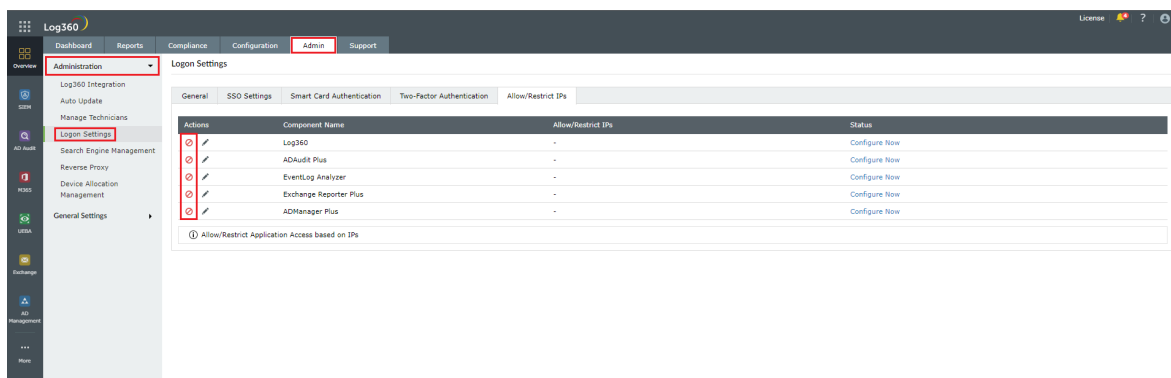 License
?
Log360
Dashboard Reports Compliance Configuration Admin Support
Overview
SIEM
AD Audit
M365
UEBA
Exchange
AD
Management
...
More
Administration
Log360 Integration
Auto Update
Manage Technicians
Logon Settings
Search Engine Management
Reverse Proxy
Device Allocation
Management
General Settings
Logon Settings
General SSO Settings Smart Card Authentication Two-Factor Authentication Allow/Restrict IPs
Actions Component Name Allow/Restrict IPs Status
Log360 - Configure Now
ADAudit Plus - Configure Now
EventLog Analyzer - Configure Now
Exchange Reporter Plus - Configure Now
ADManager Plus - Configure Now
Allow/Restrict Application Access based on IPs